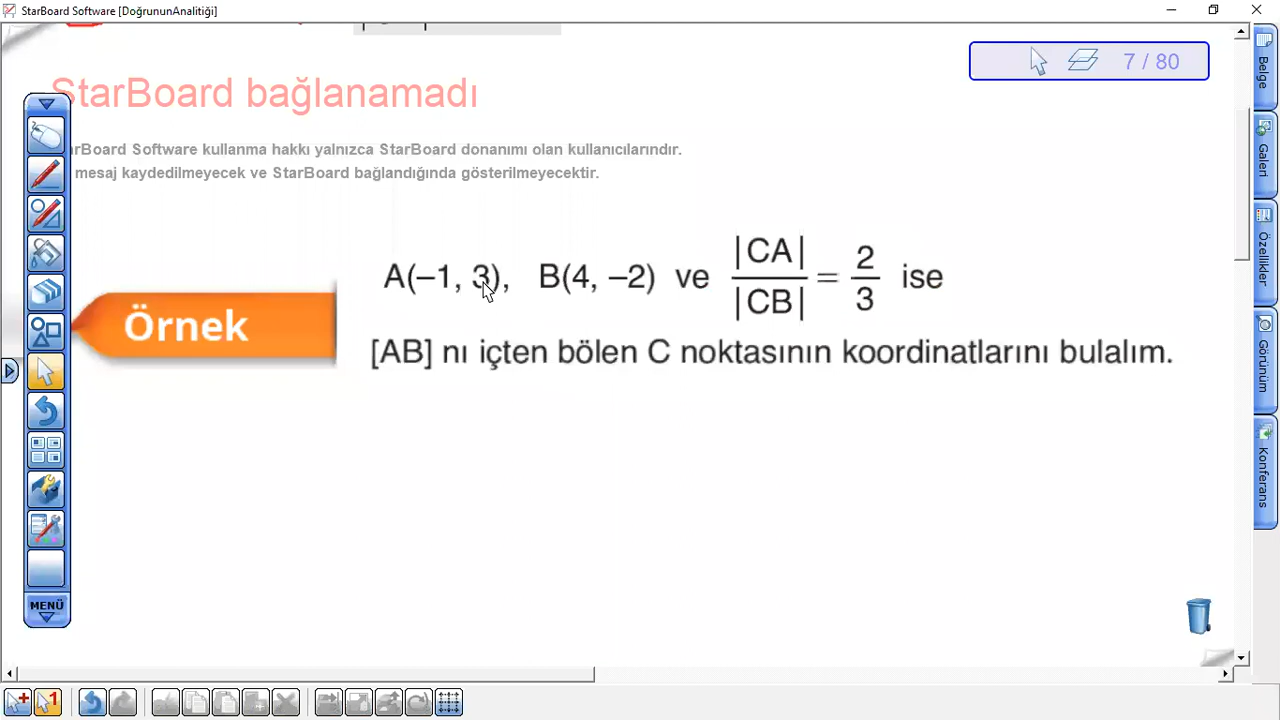 StarBoard Software [DoğrununAnalitiği]
7 / 80
StarBoard bağlanamadı
arBoard Software kullanma hakkı yalnızca StarBoard donanımı olan kullanıcılarındır.
mesaj kaydedilmeyecek ve StarBoard bağlandığında gösterilmeyecektir.
A(–1, 3), B(4, –2) ve |CA| / |CB| = 2 / 3 ise
Örnek
[AB] nı içten bölen C noktasının koordinatlarını bulalım.
MENÜ
Belge
Galeri
Özellikler
Görünüm
Konferans
1